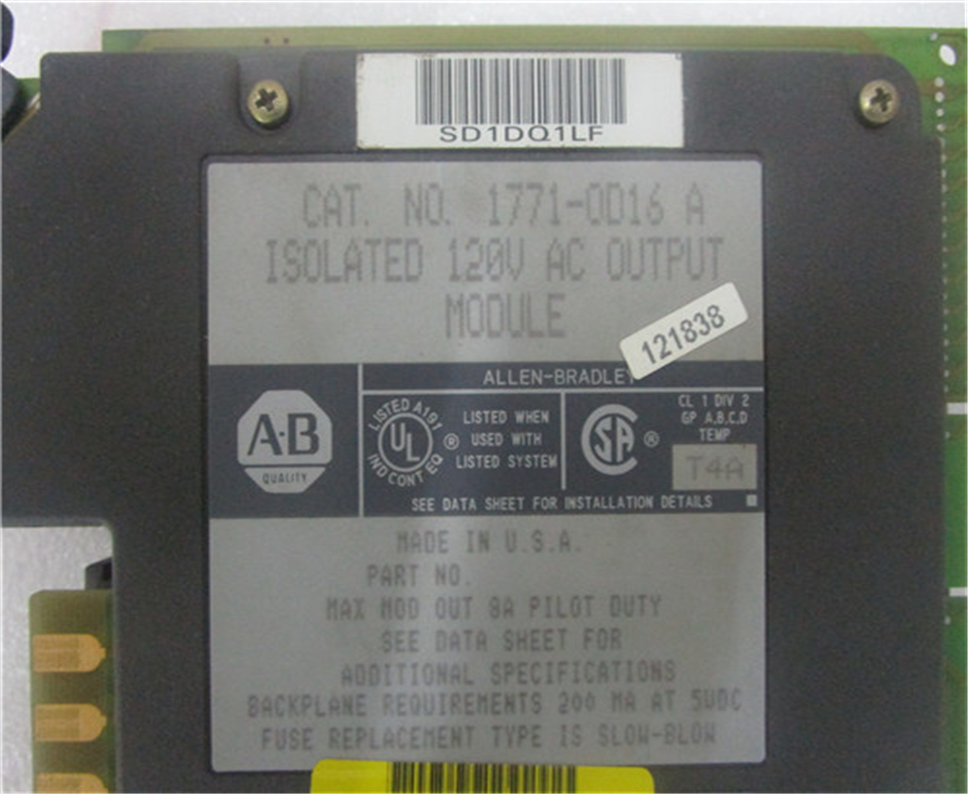 SD1DQ1LF
CAT. NO. 1771-OD16 A
ISOLATED 120V AC OUTPUT
MODULE
121838
ALLEN-BRADLEY
A·B
QUALITY
LISTED A191
UL
IND CONT EQ
®
LISTED WHEN
USED WITH
LISTED SYSTEM
SA
®
CL 1 DIV 2
GP A,B,C,D
TEMP
T4A
SEE DATA SHEET FOR INSTALLATION DETAILS
MADE IN U.S.A.
PART NO.
MAX MOD OUT 8A PILOT DUTY
SEE DATA SHEET FOR
ADDITIONAL SPECIFICATIONS
BACKPLANE REQUIREMENTS 200 MA AT 5VDC
FUSE REPLACEMENT TYPE IS SLOW-BLOW